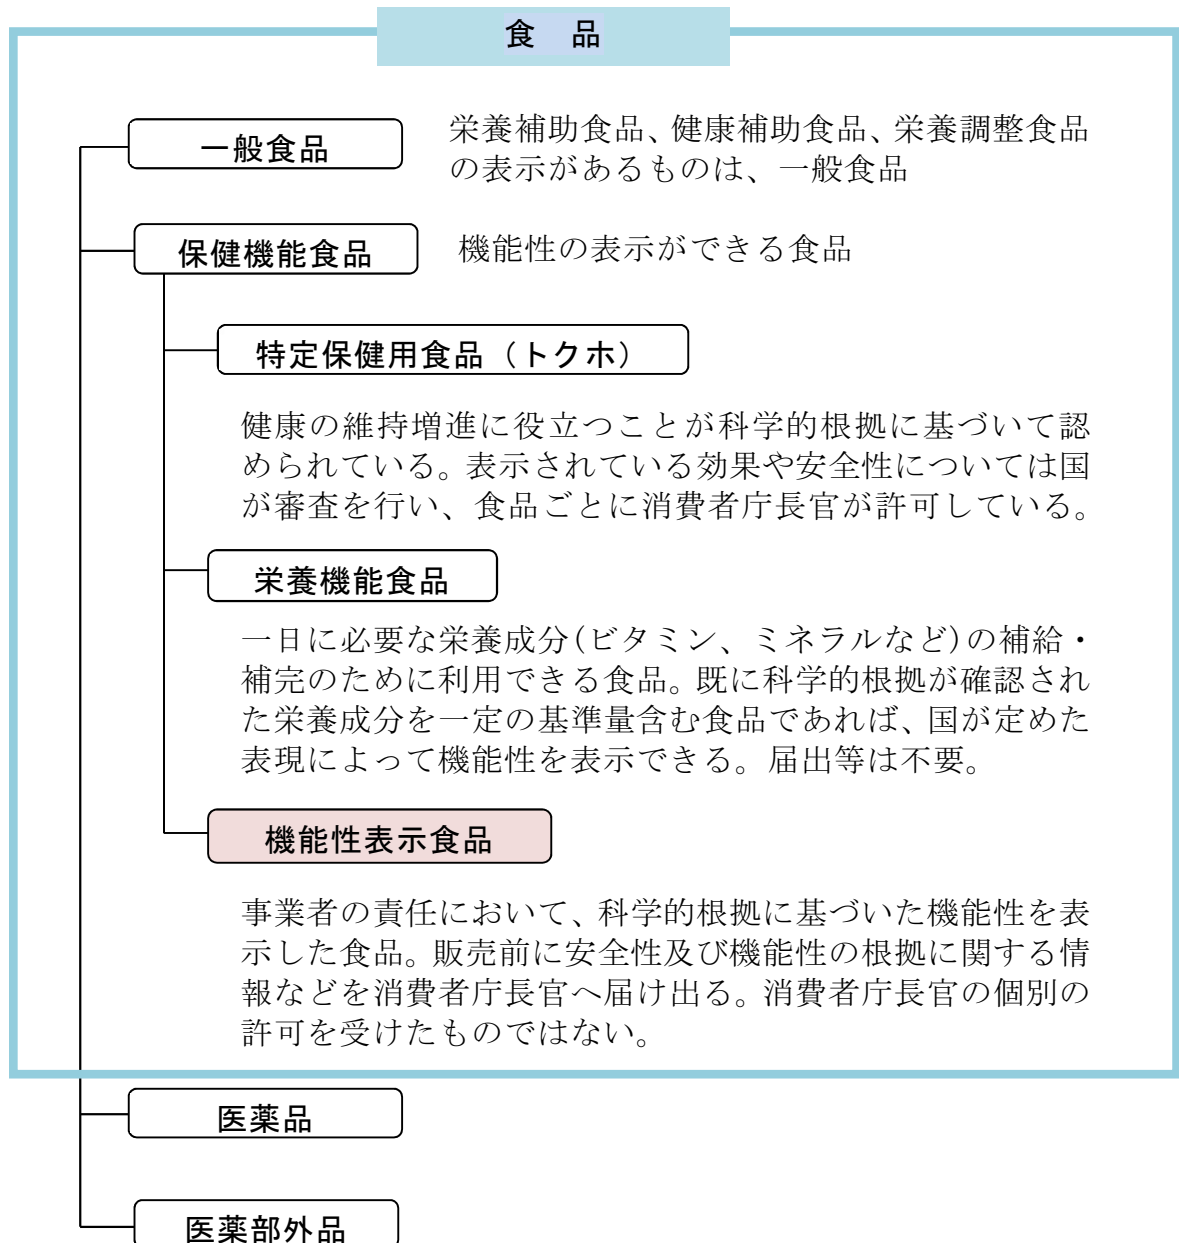 食 品
一般食品
栄養補助食品、健康補助食品、栄養調整食品
の表示があるものは、一般食品
保健機能食品
機能性の表示ができる食品
特定保健用食品（トクホ）
健康の維持増進に役立つことが科学的根拠に基づいて認
められている。表示されている効果や安全性については国
が審査を行い、食品ごとに消費者庁長官が許可している。
栄養機能食品
一日に必要な栄養成分(ビタミン、ミネラルなど)の補給・
補完のために利用できる食品。既に科学的根拠が確認され
た栄養成分を一定の基準量含む食品であれば、国が定めた
表現によって機能性を表示できる。届出等は不要。
機能性表示食品
事業者の責任において、科学的根拠に基づいた機能性を表
示した食品。販売前に安全性及び機能性の根拠に関する情
報などを消費者庁長官へ届け出る。消費者庁長官の個別の
許可を受けたものではない。
医薬品
医薬部外品